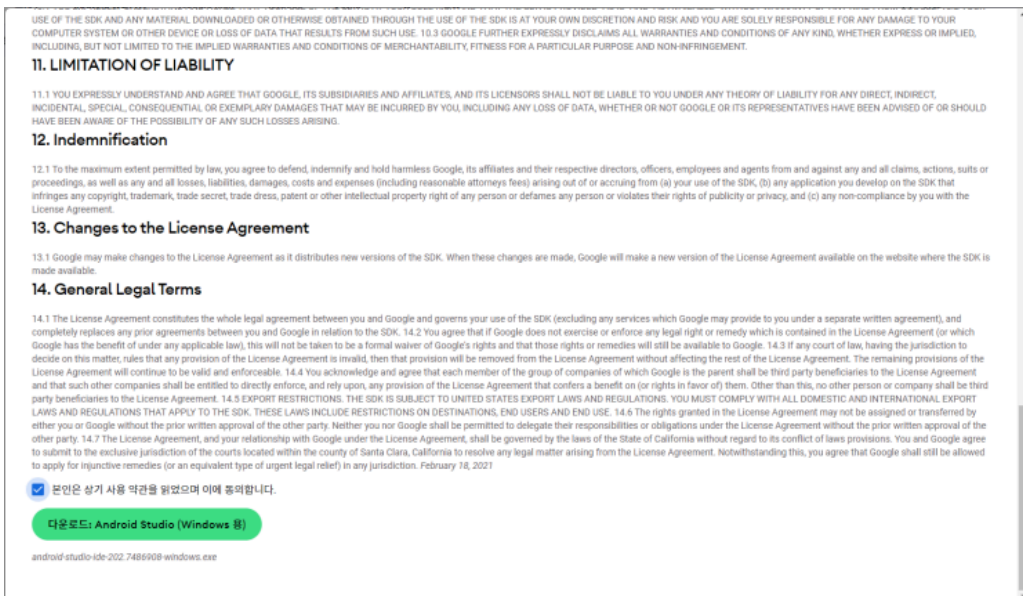 USE OF THE SDK AND ANY MATERIAL DOWNLOADED OR OTHERWISE OBTAINED THROUGH THE USE OF THE SDK IS AT YOUR OWN DISCRETION AND RISK AND YOU ARE SOLELY RESPONSIBLE FOR ANY DAMAGE TO YOUR
COMPUTER SYSTEM OR OTHER DEVICE OR LOSS OF DATA THAT RESULTS FROM SUCH USE. 10.3 GOOGLE FURTHER EXPRESSLY DISCLAIMS ALL WARRANTIES AND CONDITIONS OF ANY KIND, WHETHER EXPRESS OR IMPLIED,
INCLUDING, BUT NOT LIMITED TO THE IMPLIED WARRANTIES AND CONDITIONS OF MERCHANTABILITY, FITNESS FOR A PARTICULAR PURPOSE AND NON-INFRINGEMENT.
11. LIMITATION OF LIABILITY
11.1 YOU EXPRESSLY UNDERSTAND AND AGREE THAT GOOGLE, ITS SUBSIDIARIES AND AFFILIATES, AND ITS LICENSORS SHALL NOT BE LIABLE TO YOU UNDER ANY THEORY OF LIABILITY FOR ANY DIRECT, INDIRECT,
INCIDENTAL, SPECIAL, CONSEQUENTIAL OR EXEMPLARY DAMAGES THAT MAY BE INCURRED BY YOU, INCLUDING ANY LOSS OF DATA, WHETHER OR NOT GOOGLE OR ITS REPRESENTATIVES HAVE BEEN ADVISED OF OR SHOULD
HAVE BEEN AWARE OF THE POSSIBILITY OF ANY SUCH LOSSES ARISING.
12. Indemnification
12.1 To the maximum extent permitted by law, you agree to defend, indemnify and hold harmless Google, its affiliates and their respective directors, officers, employees and agents from and against any and all claims, actions, suits or
proceedings, as well as any and all losses, liabilities, damages, costs and expenses (including reasonable attorneys fees) arising out of or accruing from (a) your use of the SDK, (b) any application you develop on the SDK that
infringes any copyright, trademark, trade secret, trade dress, patent or other intellectual property right of any person or defames any person or violates their rights of publicity or privacy, and (c) any non-compliance by you with the
License Agreement.
13. Changes to the License Agreement
13.1 Google may make changes to the License Agreement as it distributes new versions of the SDK. When these changes are made, Google will make a new version of the License Agreement available on the website where the SDK is
made available.
14. General Legal Terms
14.1 The License Agreement constitutes the whole legal agreement between you and Google and governs your use of the SDK (excluding any services which Google may provide to you under a separate written agreement), and
completely replaces any prior agreements between you and Google in relation to the SDK. 14.2 You agree that if Google does not exercise or enforce any legal right or remedy which is contained in the License Agreement (or which
Google has the benefit of under any applicable law), this will not be taken to be a formal waiver of Google's rights and that those rights or remedies will still be available to Google. 14.3 If any court of law, having the jurisdiction to
decide on this matter, rules that any provision of the License Agreement is invalid, then that provision will be removed from the License Agreement without affecting the rest of the License Agreement. The remaining provisions of the
License Agreement will continue to be valid and enforceable. 14.4 You acknowledge and agree that each member of the group of companies of which Google is the parent shall be third party beneficiaries to the License Agreement
and that such other companies shall be entitled to directly enforce, and rely upon, any provision of the License Agreement that confers a benefit on (or rights in favor of) them. Other than this, no other person or company shall be third
party beneficiaries to the License Agreement. 14.5 EXPORT RESTRICTIONS. THE SDK IS SUBJECT TO UNITED STATES EXPORT LAWS AND REGULATIONS. YOU MUST COMPLY WITH ALL DOMESTIC AND INTERNATIONAL EXPORT
LAWS AND REGULATIONS THAT APPLY TO THE SDK. THESE LAWS INCLUDE RESTRICTIONS ON DESTINATIONS, END USERS AND END USE. 14.6 The rights granted in the License Agreement may not be assigned or transferred by
either you or Google without the prior written approval of the other party. Neither you nor Google shall be permitted to delegate their responsibilities or obligations under the License Agreement without the prior written approval of the
other party. 14.7 The License Agreement, and your relationship with Google under the License Agreement, shall be governed by the laws of the State of California without regard to its conflict of laws provisions. You and Google agree
to submit to the exclusive jurisdiction of the courts located within the county of Santa Clara, California to resolve any legal matter arising from the License Agreement. Notwithstanding this, you agree that Google shall still be allowed
to apply for injunctive remedies (or an equivalent type of urgent legal relief) in any jurisdiction. February 18, 2021
본인은 상기 사용 약관을 읽었으며 이에 동의합니다.
다운로드: Android Studio (Windows 용)
android-studio-ide-202.7486908-windows.exe